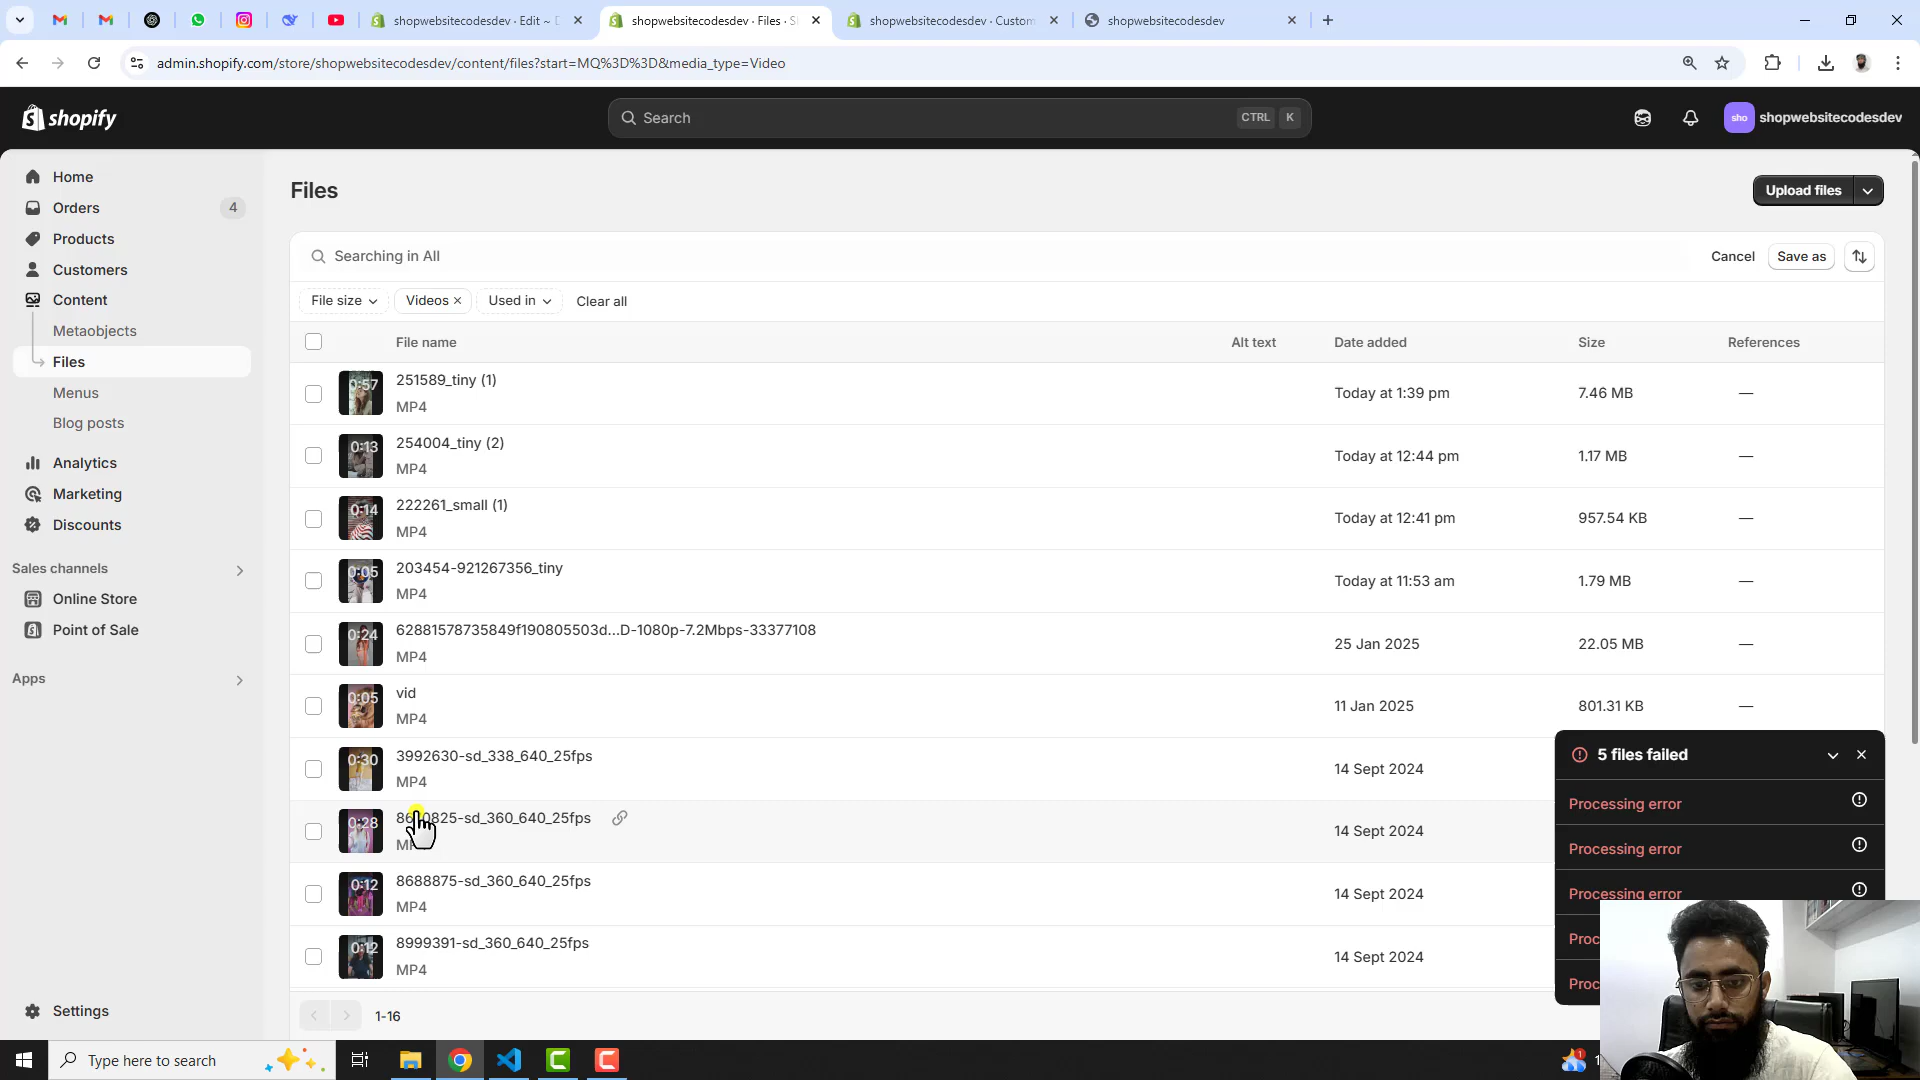 shopwebsitecodesdev · Edit ~ D
shopwebsitecodesdev · Files · S
shopwebsitecodesdev · Custom
shopwebsitecodesdev
admin.shopify.com/store/shopwebsitecodesdev/content/files?start=MQ%3D%3D&media_type=Video
shopify
Search
CTRL K
sho
shopwebsitecodesdev
Home
Orders
4
Products
Customers
Content
Metaobjects
Files
Menus
Blog posts
Analytics
Marketing
Discounts
Sales channels
Online Store
Point of Sale
Apps
Settings
Files
Upload files
Searching in All
Cancel
Save as
File size
Videos
Used in
Clear all
File name Alt text Date added Size References
0:57 251589_tiny (1) Today at 1:39 pm 7.46 MB —
MP4
0:13 254004_tiny (2) Today at 12:44 pm 1.17 MB —
MP4
0:14 222261_small (1) Today at 12:41 pm 957.54 KB —
MP4
0:05 203454-921267356_tiny Today at 11:53 am 1.79 MB —
MP4
0:24 62881578735849f190805503d...D-1080p-7.2Mbps-33377108 25 Jan 2025 22.05 MB —
MP4
0:05 vid 11 Jan 2025 801.31 KB —
MP4
0:30 3992630-sd_338_640_25fps 14 Sept 2024
MP4
0:28 0825-sd_360_640_25fps 14 Sept 2024
0:12 8688875-sd_360_640_25fps 14 Sept 2024
MP4
0:12 8999391-sd_360_640_25fps 14 Sept 2024
MP4
1-16
5 files failed
Processing error
Processing error
Processing error
Proc
Proc
Type here to search
1